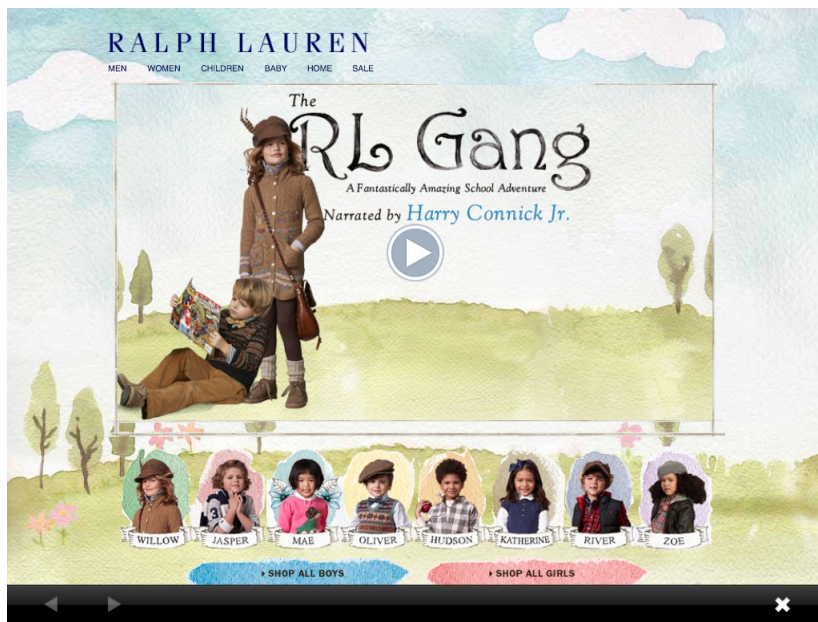 RALPH LAUREN
MEN WOMEN CHILDREN BABY HOME SALE
The
RL Gang
A Fantastically Amazing School Adventure
Narrated by Harry Connick Jr.
3
WILLOW JASPER MAE OLIVER HUDSON KATHERINE RIVER ZOE
SHOP ALL BOYS SHOP ALL GIRLS